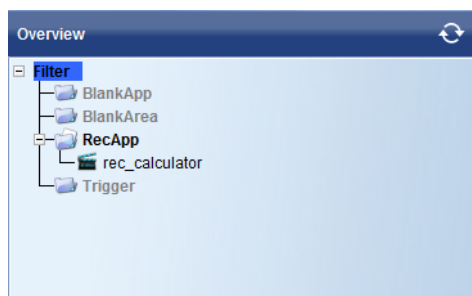 Overview
Filter
BlankApp
BlankArea
RecApp
rec_calculator
Trigger